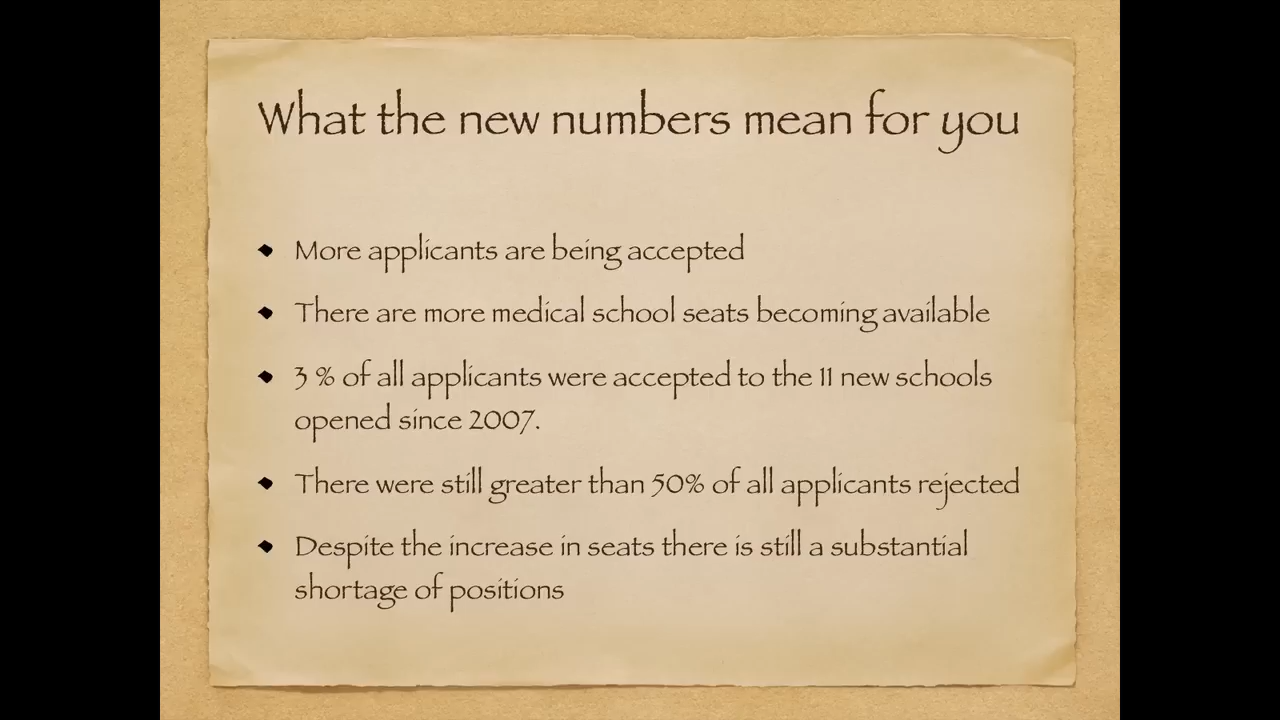 What the new numbers mean for you
More applicants are being accepted
There are more medical school seats becoming available
3 % of all applicants were accepted to the 11 new schools
opened since 2007.
There were still greater than 50% of all applicants rejected
Despite the increase in seats there is still a substantial
shortage of positions